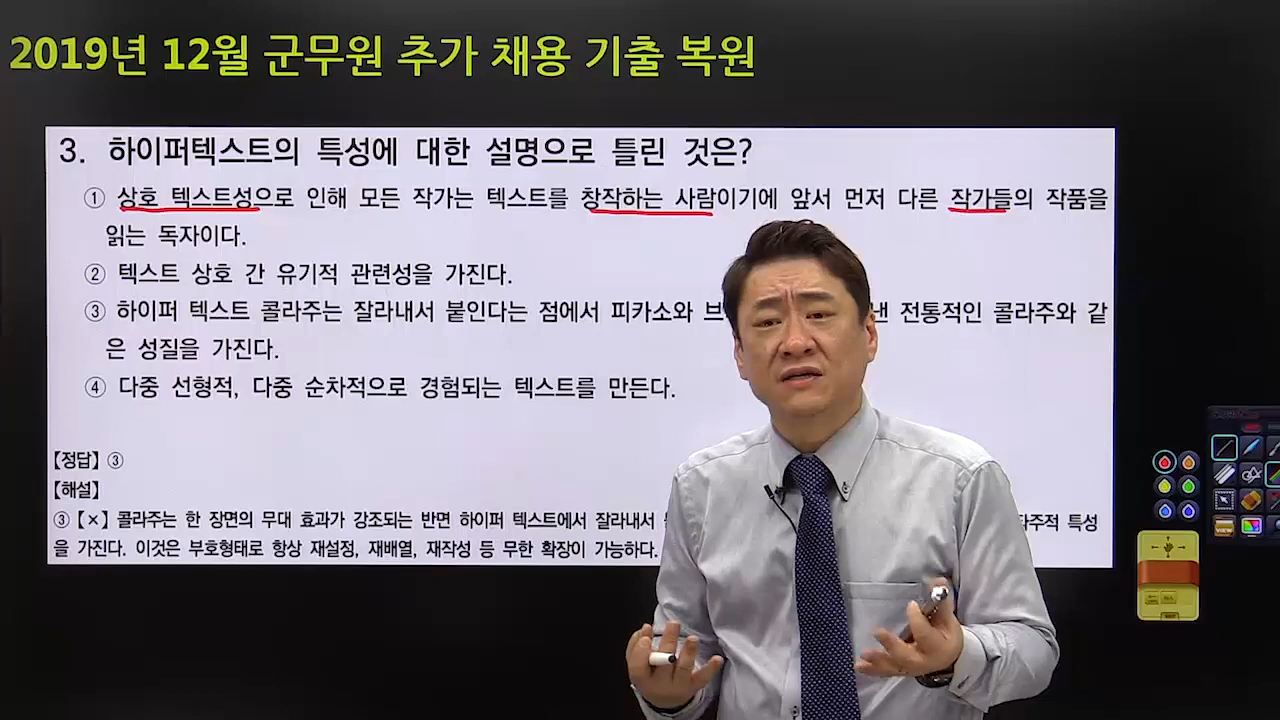 2019년 12월 군무원 추가 채용 기출 복원
3. 하이퍼텍스트의 특성에 대한 설명으로 틀린 것은?
① 상호 텍스트성으로 인해 모든 작가는 텍스트를 창작하는 사람이기에 앞서 먼저 다른 작가들의 작품을
읽는 독자이다.
② 텍스트 상호 간 유기적 관련성을 가진다.
③ 하이퍼 텍스트 콜라주는 잘라내서 붙인다는 점에서 피카소와 낸 전통적인 콜라주와 같
은 성질을 가진다.
④ 다중 선형적, 다중 순차적으로 경험되는 텍스트를 만든다.
【정답】 ③
【해설】
③ 【×】 콜라주는 한 장면의 무대 효과가 강조되는 반면 하이퍼 텍스트에서 잘라내서 특성
을 가진다. 이것은 부호형태로 항상 재설정, 재배열, 재작성 등 무한 확장이 가능하다.